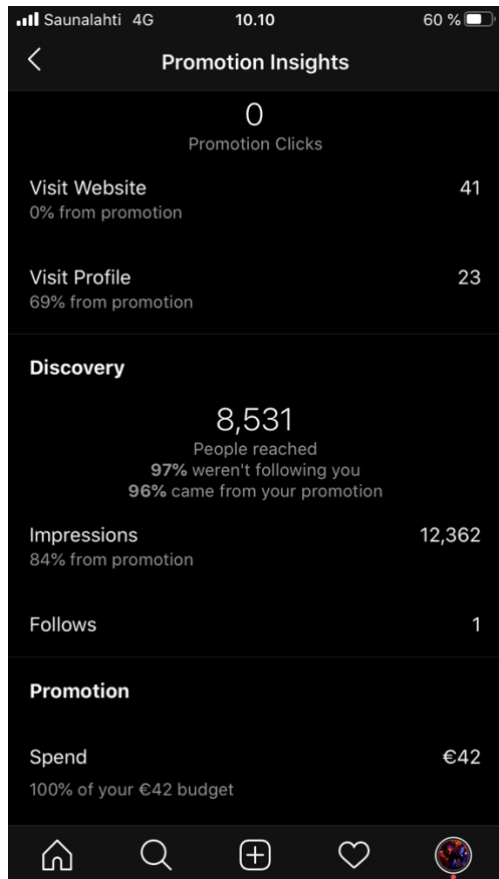 Saunalahti 4G 10.10 60 %
Promotion Insights
0
Promotion Clicks
Visit Website 41
0% from promotion
Visit Profile 23
69% from promotion
Discovery
8,531
People reached
97% weren't following you
96% came from your promotion
Impressions 12,362
84% from promotion
Follows 1
Promotion
Spend €42
100% of your €42 budget